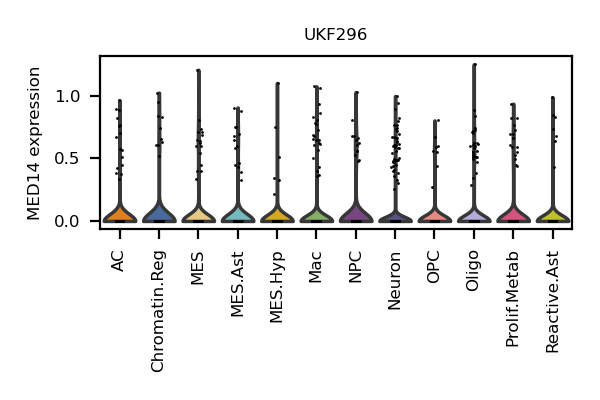 UKF296
MED14 expression
1.0
0.5
0.0
AC
Chromatin.Reg
MES
MES.Ast
MES.Hyp
Mac
NPC
Neuron
OPC
Oligo
Prolif.Metab
Reactive.Ast